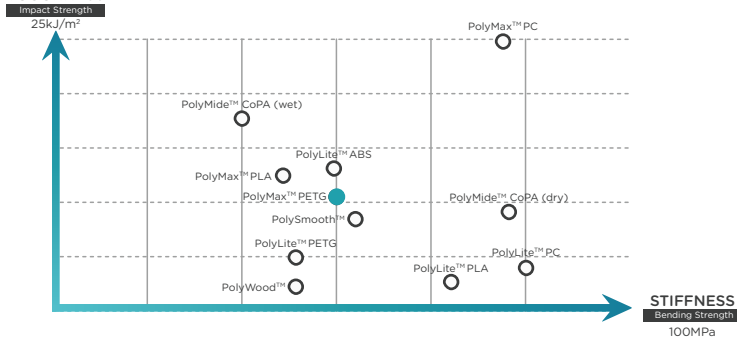 Impact Strength
25kJ/m²
PolyMax™ PC
PolyMide™ CoPA (wet)
PolyLite™ ABS
PolyMax™ PLA
PolyMax™ PETG
PolyMide™ CoPA (dry)
PolySmooth™
PolyLite™ PETG
PolyLite™ PC
PolyLite™ PLA
PolyWood™
STIFFNESS
Bending Strength
100MPa